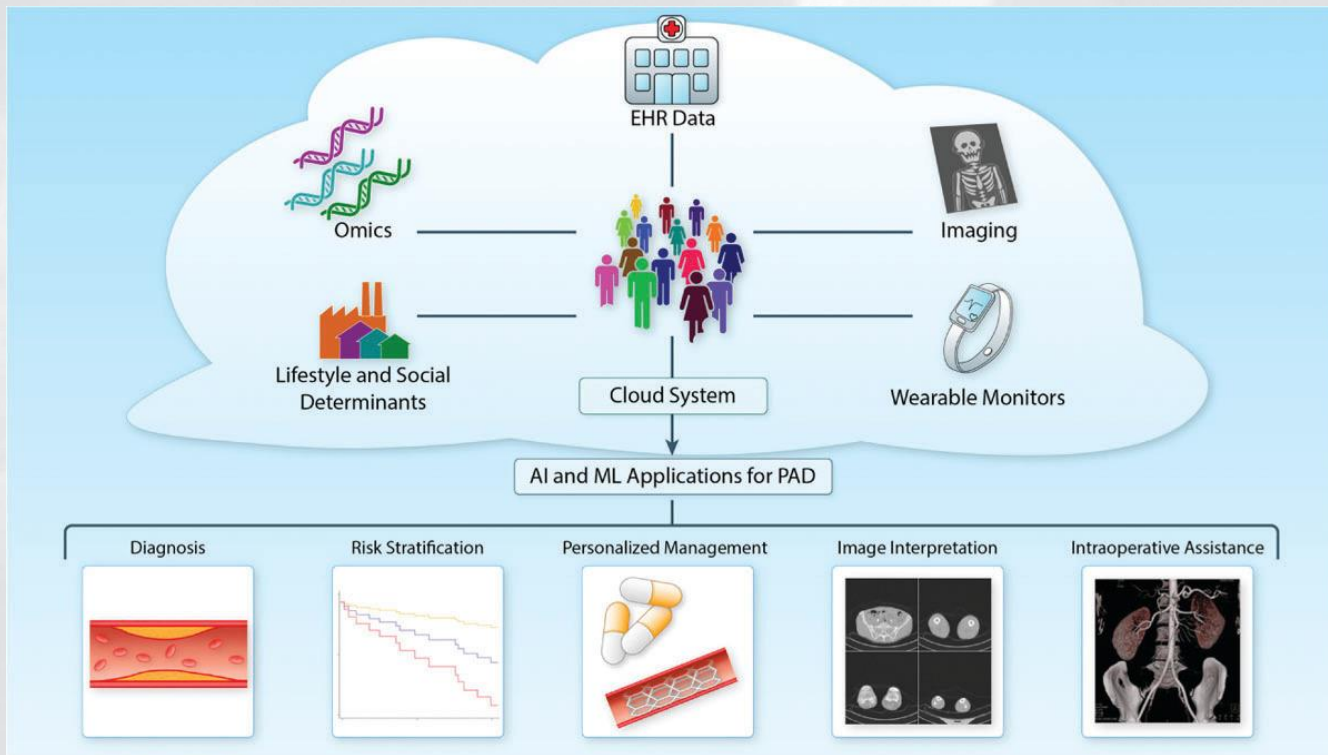 EHR Data
Omics
Imaging
Lifestyle and Social
Determinants
Cloud System
Wearable Monitors
AI and ML Applications for PAD
Diagnosis
Risk Stratification
Personalized Management
Image Interpretation
Intraoperative Assistance